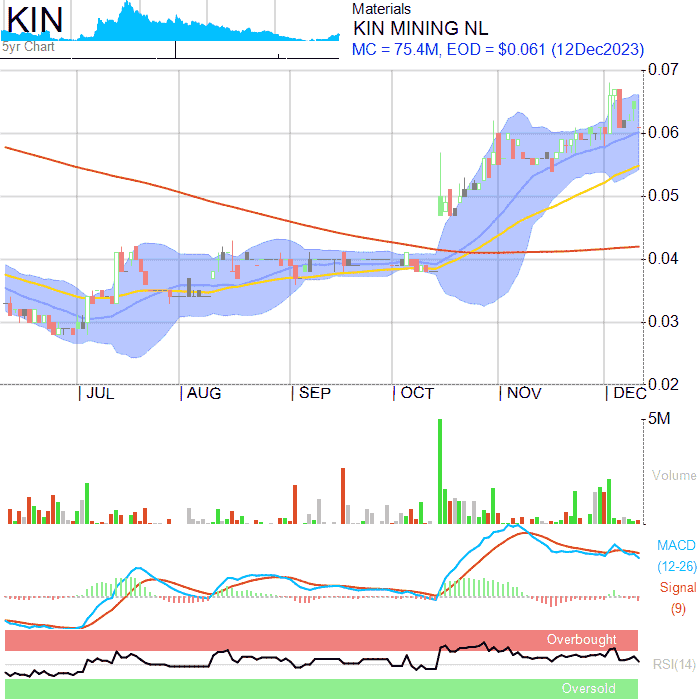 KIN
5yr Chart
Materials
KIN MINING NL
MC = 75.4M, EOD = $0.061 (12Dec2023)
0.07
0.06
0.05
0.04
0.03
0.02
JUL
AUG
SEP
OCT
NOV
DEC
5M
Volume
MACD
(12-26)
Signal
(9)
Overbought
RSI(14)
Oversold